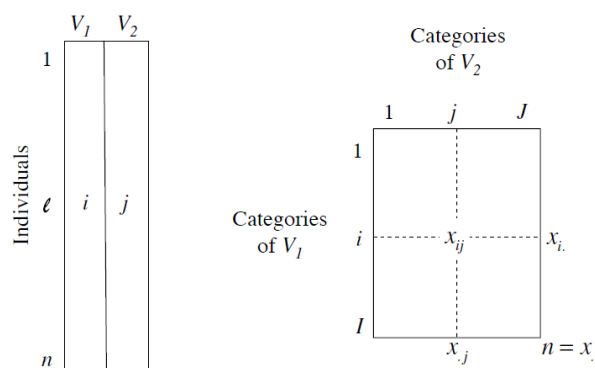 V₁ V₂
1
Individuals
ℓ i j
n
Categories
of V₂
1 j J
1
Categories
of V₁
i xᵢⱼ xᵢ.
I
x.ⱼ n = x.